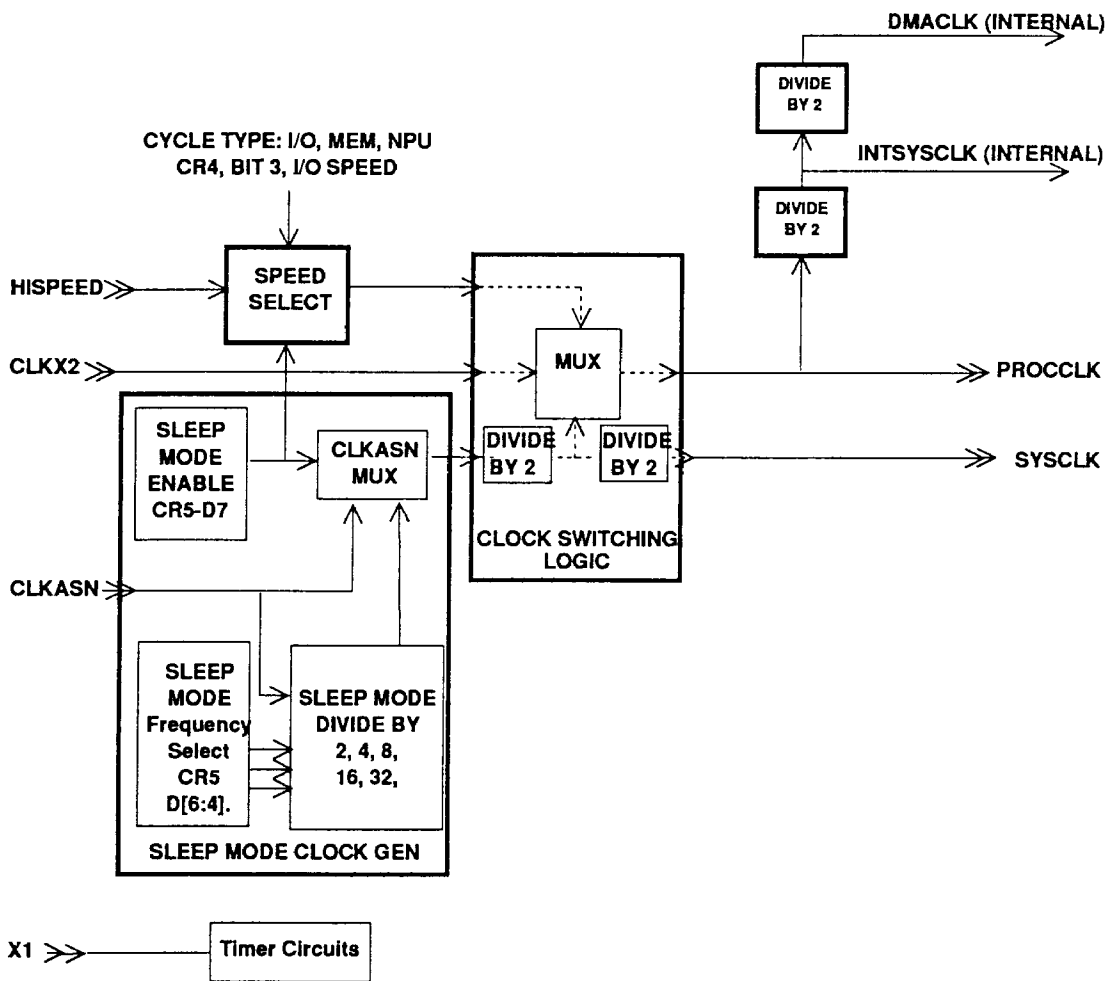 DMACLK (INTERNAL)
DIVIDE
BY 2
CYCLE TYPE: I/O, MEM, NPU
CR4, BIT 3, I/O SPEED
INTSYSCLK (INTERNAL)
DIVIDE
BY 2
HISPEED
SPEED
SELECT
CLKX2
MUX
PROCCLK
SLEEP
MODE
ENABLE
CR5-D7
CLKASN
MUX
DIVIDE
BY 2
DIVIDE
BY 2
SYSCLK
CLOCK SWITCHING
LOGIC
CLKASN
SLEEP
MODE
Frequency
Select
CR5
D[6:4].
SLEEP MODE
DIVIDE BY
2, 4, 8,
16, 32,
SLEEP MODE CLOCK GEN
X1
Timer Circuits